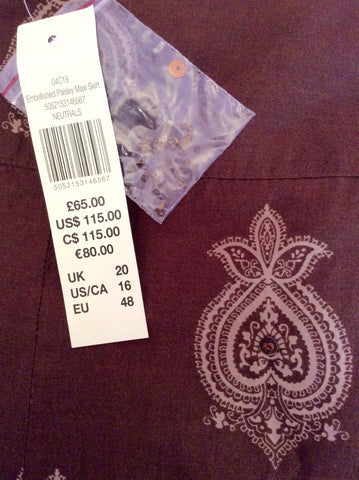 04C19
Embellished Paisley Maxi Skirt
5052153146567
NEUTRALS
5052153146567
£65.00
US$ 115.00
C$ 115.00
€80.00
UK 20
US/CA 16
EU 48